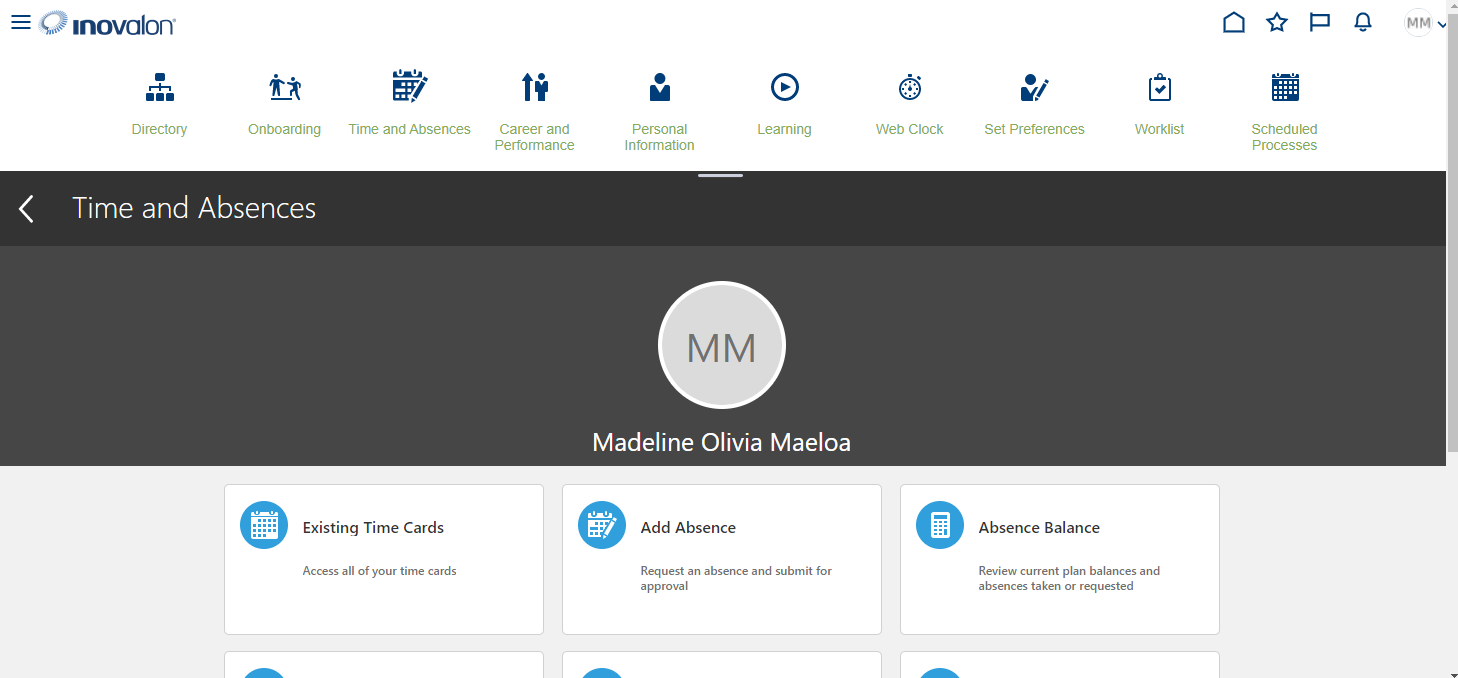 inovalon
MM
Directory
Onboarding
Time and Absences
Career and
Performance
Personal
Information
Learning
Web Clock
Set Preferences
Worklist
Scheduled
Processes
Time and Absences
MM
Madeline Olivia Maeloa
Existing Time Cards
Access all of your time cards
Add Absence
Request an absence and submit for
approval
Absence Balance
Review current plan balances and
absences taken or requested